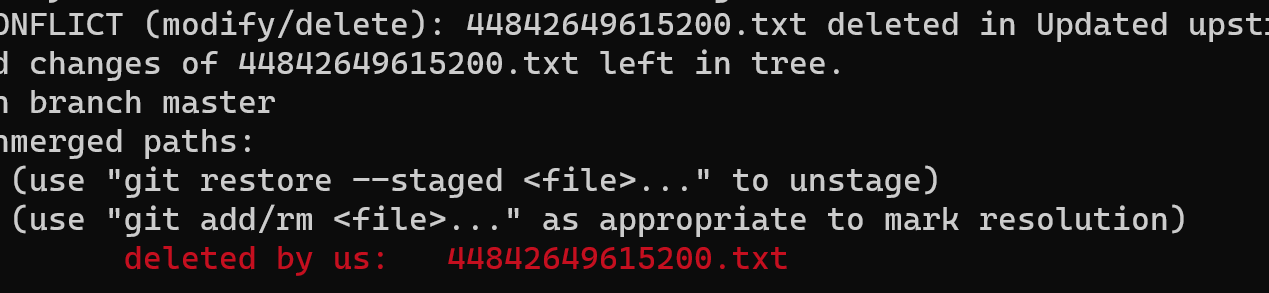 ONFLICT (modify/delete): 44842649615200.txt deleted in Updated
d changes of 44842649615200.txt left in tree.
n branch master
nmerged paths:
(use "git restore --staged <file>..." to unstage)
(use "git add/rm <file>..." as appropriate to mark resolution)
deleted by us: 44842649615200.txt